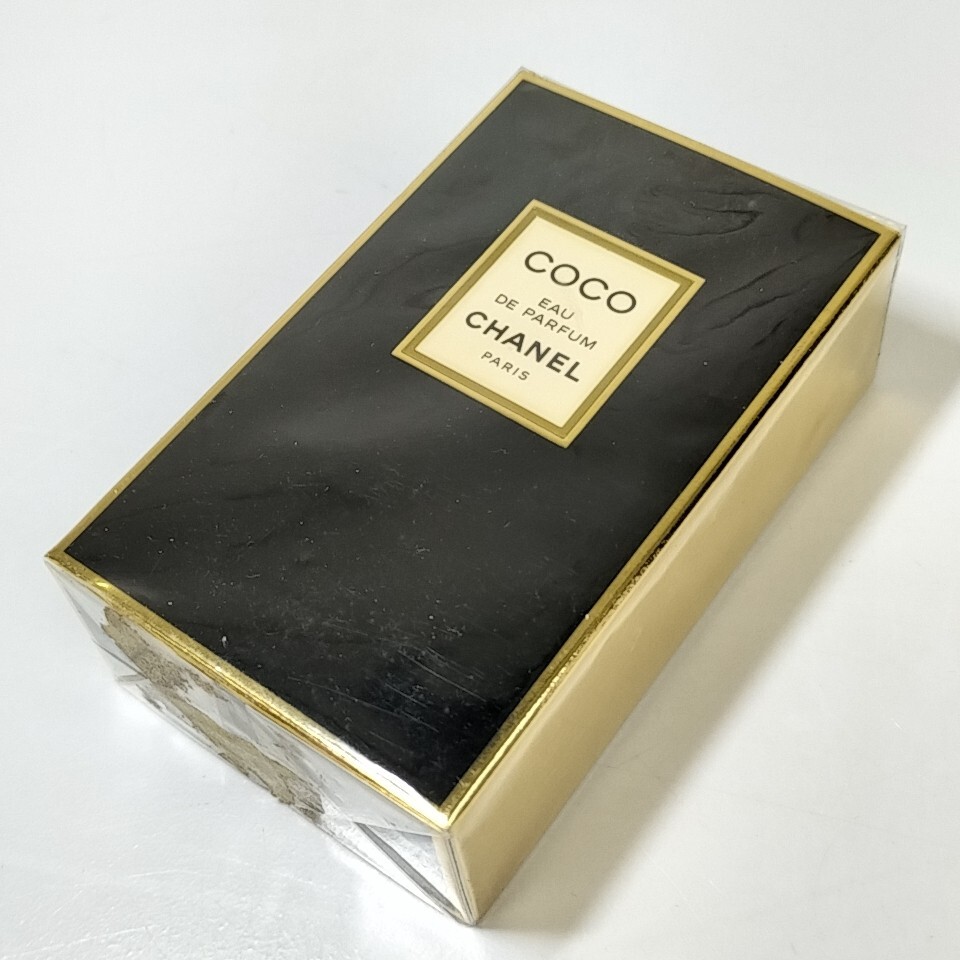 COCO
EAU
DE PARFUM
CHANEL
PARIS